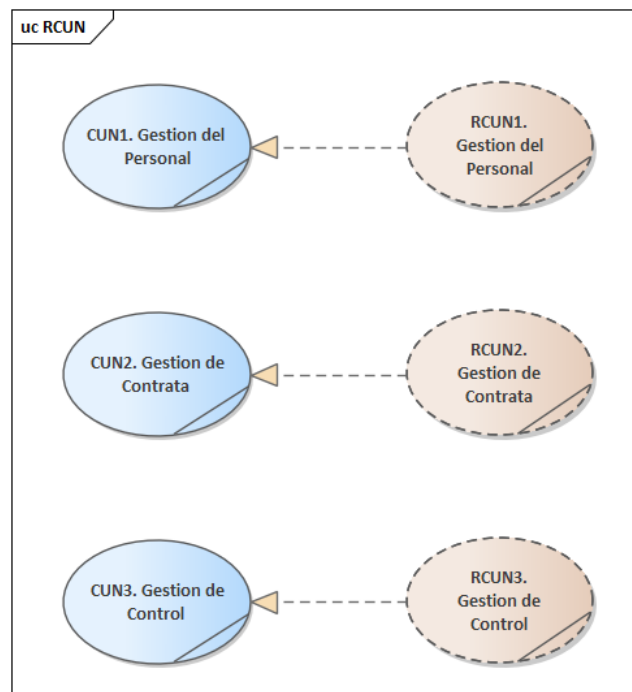 uc RCUN
CUN1. Gestion del
Personal
RCUN1.
Gestion del
Personal
CUN2. Gestion de
Contrata
RCUN2.
Gestion de
Contrata
CUN3. Gestion de
Control
RCUN3.
Gestion de
Control